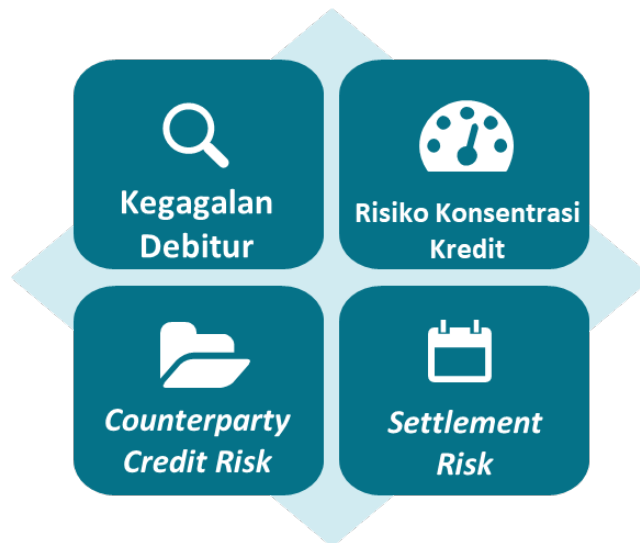 Kegagalan
Debitur
Risiko Konsentrasi
Kredit
Counterparty
Credit Risk
Settlement
Risk